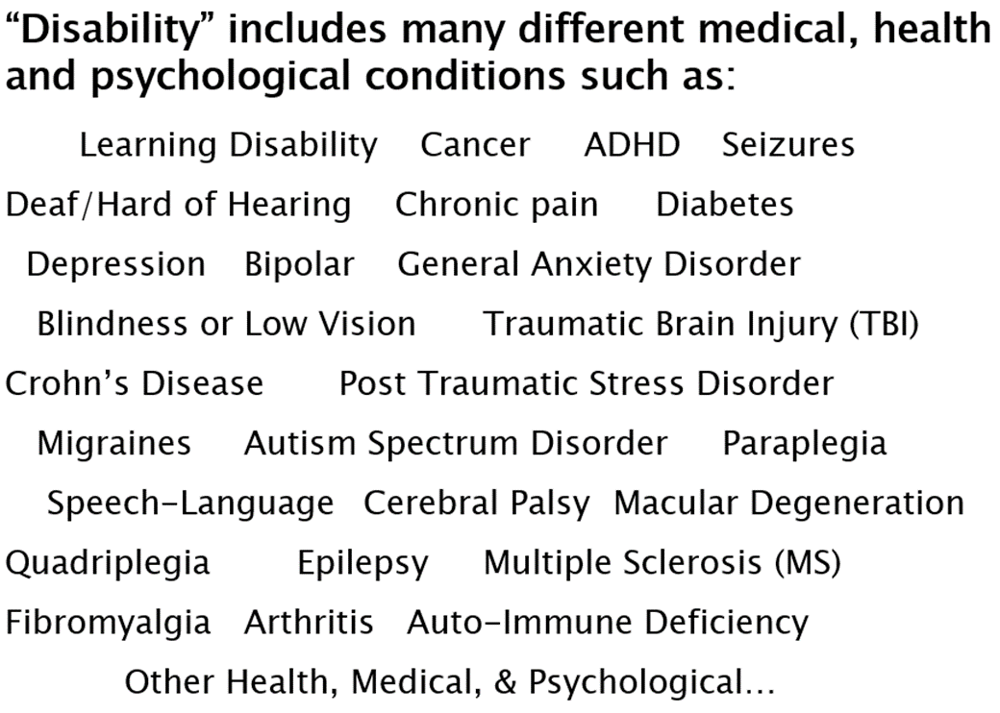 “Disability” includes many different medical, health
and psychological conditions such as:
Learning Disability Cancer ADHD Seizures
Deaf/Hard of Hearing Chronic pain Diabetes
Depression Bipolar General Anxiety Disorder
Blindness or Low Vision Traumatic Brain Injury (TBI)
Crohn’s Disease Post Traumatic Stress Disorder
Migraines Autism Spectrum Disorder Paraplegia
Speech–Language Cerebral Palsy Macular Degeneration
Quadriplegia Epilepsy Multiple Sclerosis (MS)
Fibromyalgia Arthritis Auto–Immune Deficiency
Other Health, Medical, & Psychological…